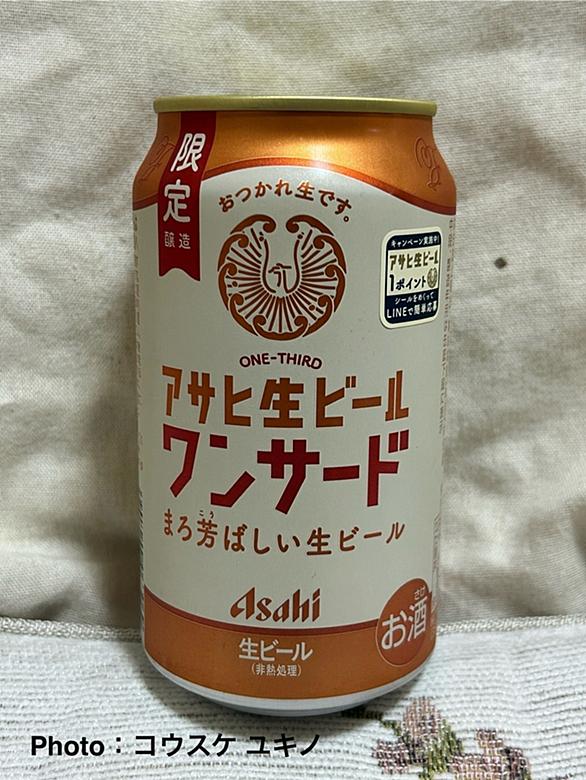 限定
醸造
おつかれ生です。
キャンペーン実施中!
アサヒ生ビール
1ポイント
シールをめくって
LINEで簡単応募
ONE-THIRD
アサヒ生ビール
ワンサード
こう
まろ芳ばしい生ビール
Asahi
さけ
お酒
生ビール
(非熱処理)
Photo:コウスケ ユキノ